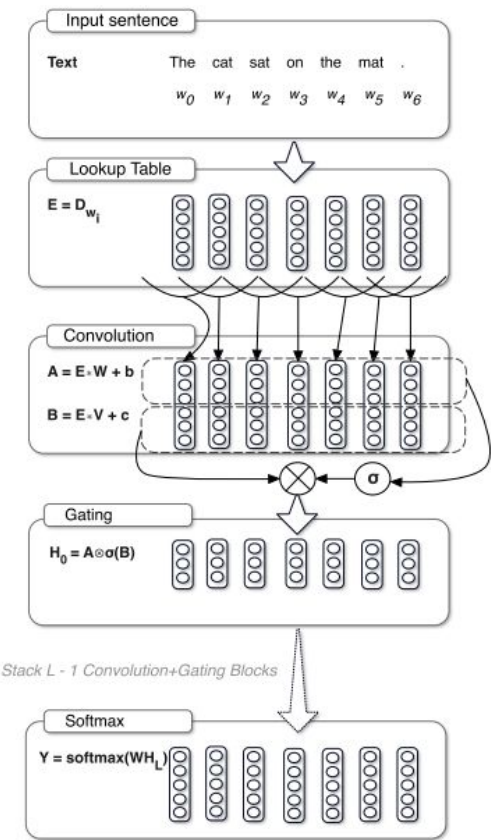 Input sentence
Text The cat sat on the mat .
w0 w1 w2 w3 w4 w5 w6
Lookup Table
E = Dwi
Convolution
A = E*W + b
B = E*V + c
σ
Gating
H0 = A⊗σ(B)
Stack L - 1 Convolution+Gating Blocks
Softmax
Y = softmax(WHL)